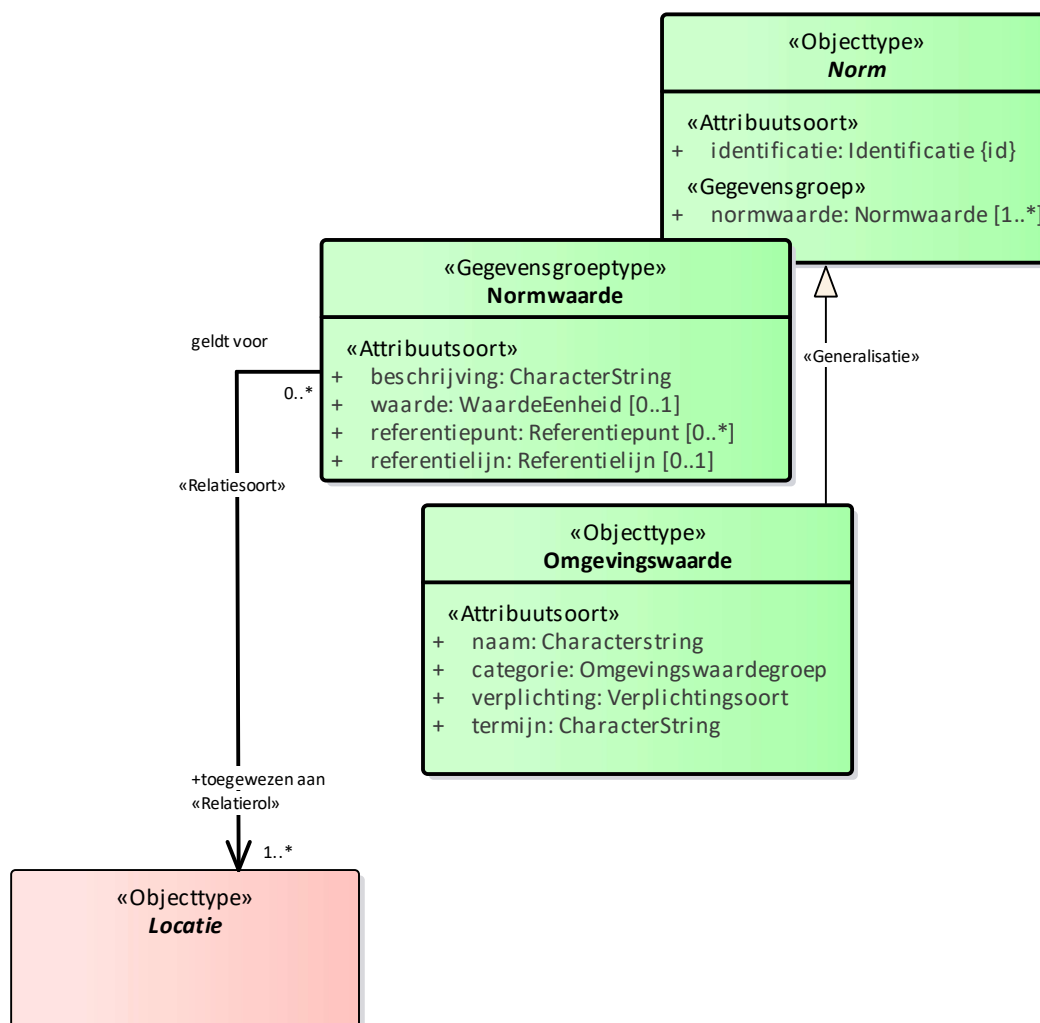 «Objecttype»
Norm
«Attribuutsoort»
+ identificatie: Identificatie {id}
«Gegevensgroep»
+ normwaarde: Normwaarde [1..*]
«Gegevensgroeptype»
Normwaarde
«Attribuutsoort»
+ beschrijving: CharacterString
+ waarde: WaardeEenheid [0..1]
+ referentiepunt: Referentiepunt [0..*]
+ referentielijn: Referentielijn [0..1]
geldt voor
0..*
«Relatiesoort»
«Generalisatie»
«Objecttype»
Omgevingswaarde
«Attribuutsoort»
+ naam: Characterstring
+ categorie: Omgevingswaardegroep
+ verplichting: Verplichtingsoort
+ termijn: CharacterString
+toegewezen aan
«Relatierol»
1..*
«Objecttype»
Locatie